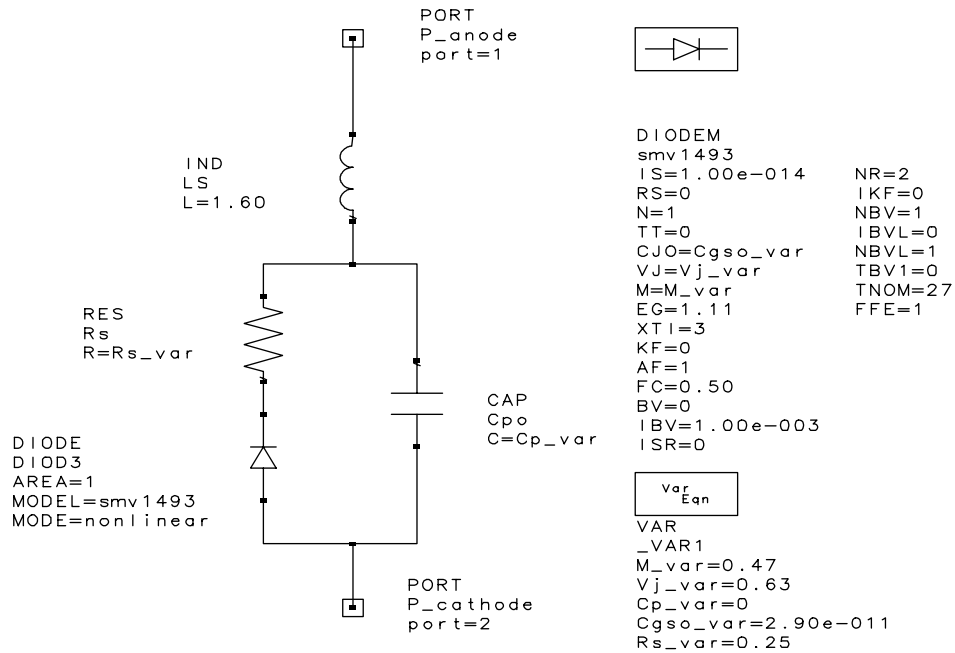 PORT
P_anode
port=1
IND
LS
L=1.60
RES
Rs
R=Rs_var
CAP
Cpo
C=Cp_var
DIODE
DIOD3
AREA=1
MODEL=smv1493
MODE=nonlinear
PORT
P_cathode
port=2
DIODEM
smv1493
IS=1.00e-014
RS=0
N=1
TT=0
CJO=Cgso_var
VJ=Vj_var
M=M_var
EG=1.11
XTI=3
KF=0
AF=1
FC=0.50
BV=0
IBV=1.00e-003
ISR=0
NR=2
IKF=0
NBV=1
IBVL=0
NBVL=1
TBV1=0
TNOM=27
FFE=1
Var
Eqn
VAR
_VAR1
M_var=0.47
Vj_var=0.63
Cp_var=0
Cgso_var=2.90e-011
Rs_var=0.25